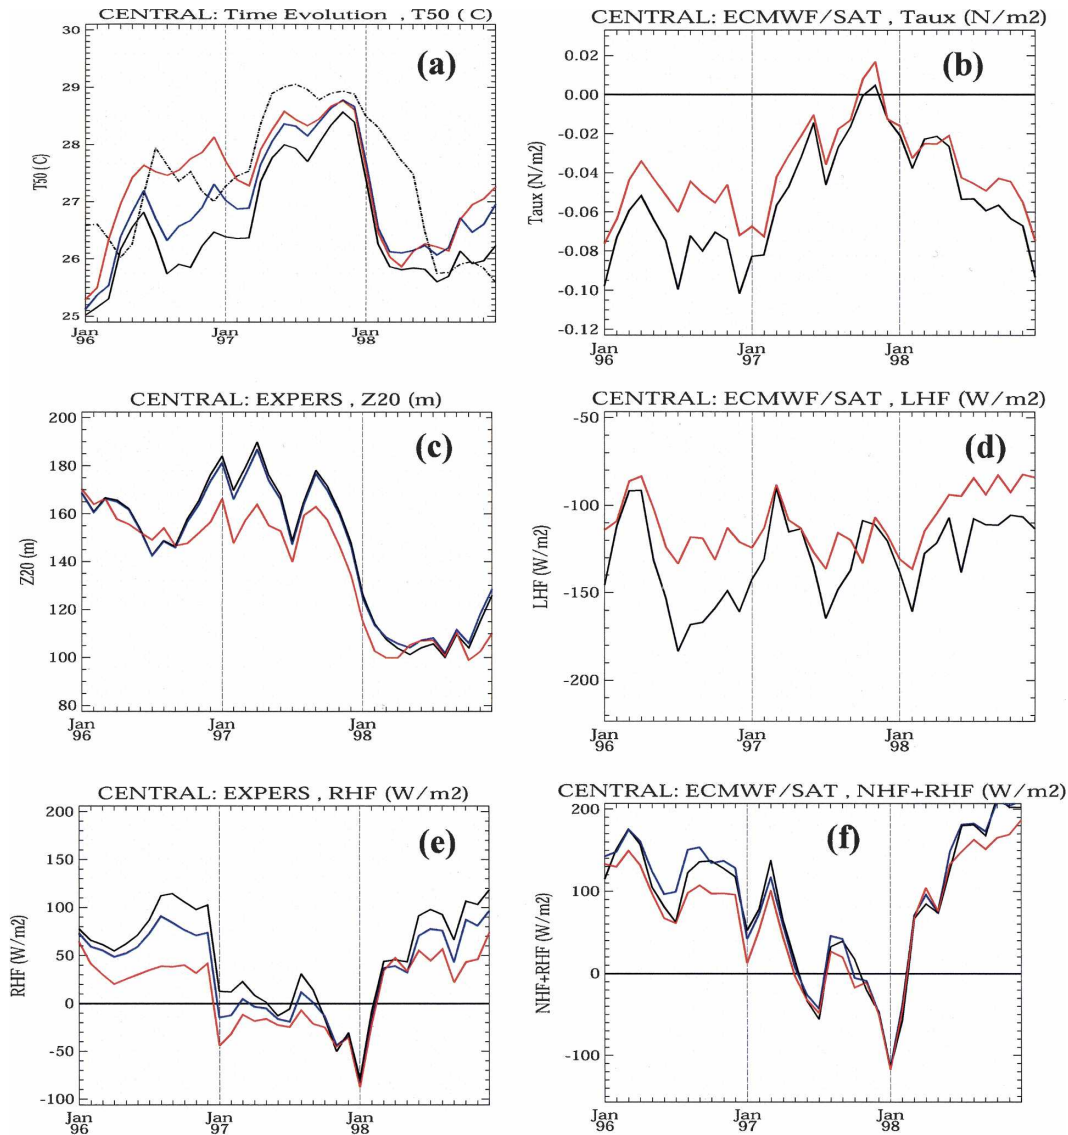 CENTRAL: Time Evolution , T50 ( C)
(a)
T50 ( C)
30
29
28
27
26
25
Jan
96
Jan
97
Jan
98
CENTRAL: ECMWF/SAT , Taux (N/m2)
(b)
Taux (N/m2)
0.02
0.00
-0.02
-0.04
-0.06
-0.08
-0.10
-0.12
Jan
96
Jan
97
Jan
98
CENTRAL: EXPERS , Z20 (m)
(c)
Z20 (m)
200
180
160
140
120
100
80
Jan
96
Jan
97
Jan
98
CENTRAL: ECMWF/SAT , LHF (W/m2)
(d)
LHF (W/m2)
-50
-100
-150
-200
Jan
96
Jan
97
Jan
98
CENTRAL: EXPERS , RHF (W/m2)
(e)
RHF (W/m2)
200
150
100
50
0
-50
-100
Jan
96
Jan
97
Jan
98
CENTRAL: ECMWF/SAT , NHF+RHF (W/m2)
(f)
NHF+RHF (W/m2)
200
100
0
-100
Jan
96
Jan
97
Jan
98